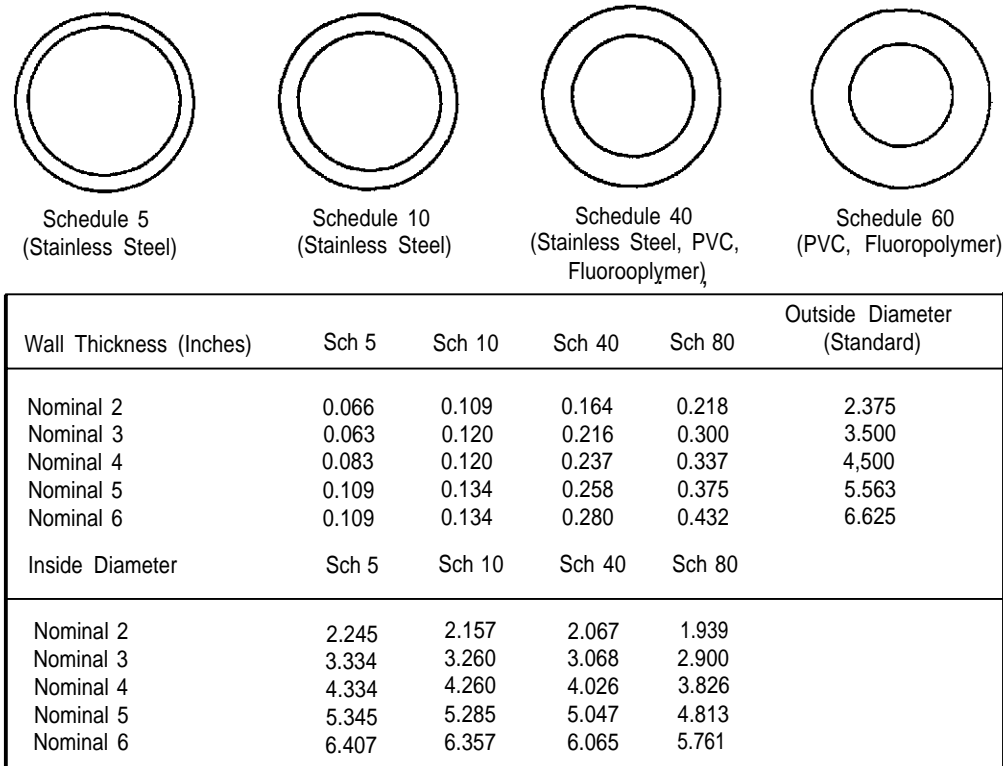 Schedule 5 Schedule 10 Schedule 40 Schedule 60
(Stainless Steel) (Stainless Steel) (Stainless Steel, PVC, (PVC, Fluoropolymer)
Fluorooplymer),
Wall Thickness (Inches) Sch 5 Sch 10 Sch 40 Sch 80 Outside Diameter (Standard)
Nominal 2 0.066 0.109 0.164 0.218 2.375
Nominal 3 0.063 0.120 0.216 0.300 3.500
Nominal 4 0.083 0.120 0.237 0.337 4,500
Nominal 5 0.109 0.134 0.258 0.375 5.563
Nominal 6 0.109 0.134 0.280 0.432 6.625
Inside Diameter Sch 5 Sch 10 Sch 40 Sch 80
Nominal 2 2.245 2.157 2.067 1.939
Nominal 3 3.334 3.260 3.068 2.900
Nominal 4 4.334 4.260 4.026 3.826
Nominal 5 5.345 5.285 5.047 4.813
Nominal 6 6.407 6.357 6.065 5.761